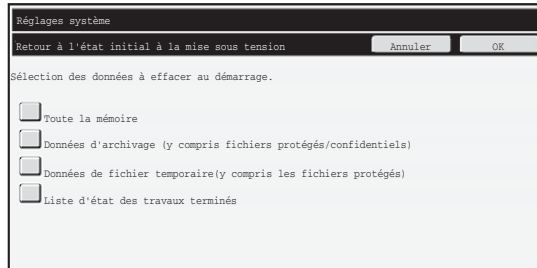 Réglages système
Retour à l'état initial à la mise sous tension Annuler OK
Sélection des données à effacer au démarrage.
Toute la mémoire
Données d'archivage (y compris fichiers protégés/confidentiels)
Données de fichier temporaire(y compris les fichiers protégés)
Liste d'état des travaux terminés